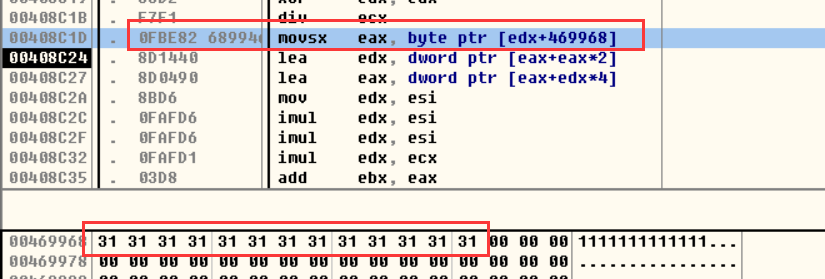 00408C1B . F7F1 div ecx
00408C1D . 0FBE82 689946 movsx eax, byte ptr [edx+469968]
00408C24 . 8D1440 lea edx, dword ptr [eax+eax*2]
00408C27 . 8D0490 lea eax, dword ptr [eax+edx*4]
00408C2A . 8BD6 mov edx, esi
00408C2C . 0FAFD6 imul edx, esi
00408C2F . 0FAFD6 imul edx, esi
00408C32 . 0FAFD1 imul edx, ecx
00408C35 . 03D8 add ebx, eax
00469968 31 31 31 31 31 31 31 31 31 31 31 31 31 00 00 00 1111111111111...
00469978 00 00 00 00 00 00 00 00 00 00 00 00 00 00 00 00 ................